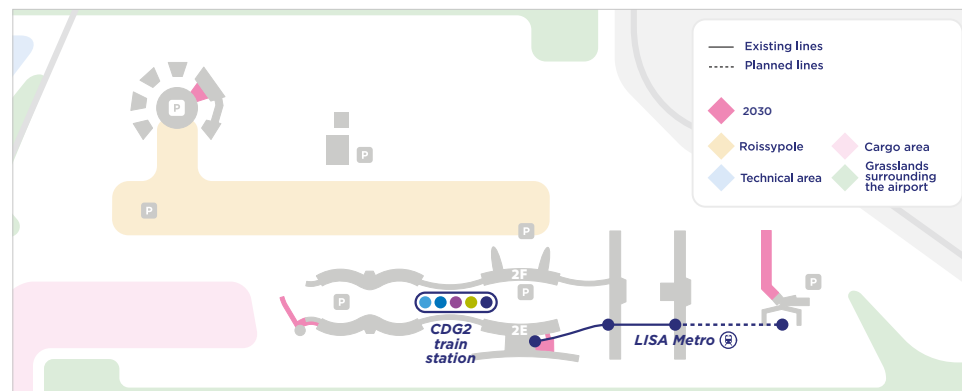 Existing lines
Planned lines
2030
Roissypole
Cargo area
Technical area
Grasslands
surrounding
the airport
P
P
P
P
P
2F
P
P
2E
CDG2
train
station
LISA Metro